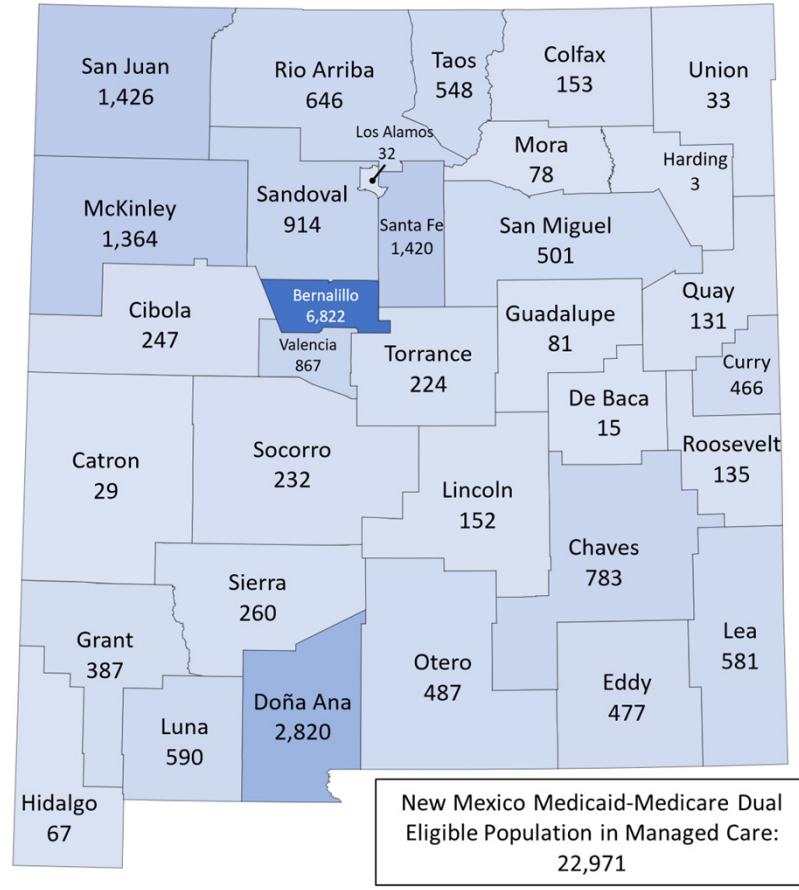 San Juan
1,426
Rio Arriba
646
Taos
548
Colfax
153
Union
33
Los Alamos
32
Mora
78
Harding
3
McKinley
1,364
Sandoval
914
Santa Fe
1,420
San Miguel
501
Bernalillo
6,822
Cibola
247
Valencia
867
Torrance
224
Guadalupe
81
Quay
131
Curry
466
De Baca
15
Roosevelt
135
Catron
29
Socorro
232
Lincoln
152
Chaves
783
Sierra
260
Grant
387
Doña Ana
2,820
Otero
487
Eddy
477
Lea
581
Luna
590
Hidalgo
67
New Mexico Medicaid-Medicare Dual
Eligible Population in Managed Care:
22,971